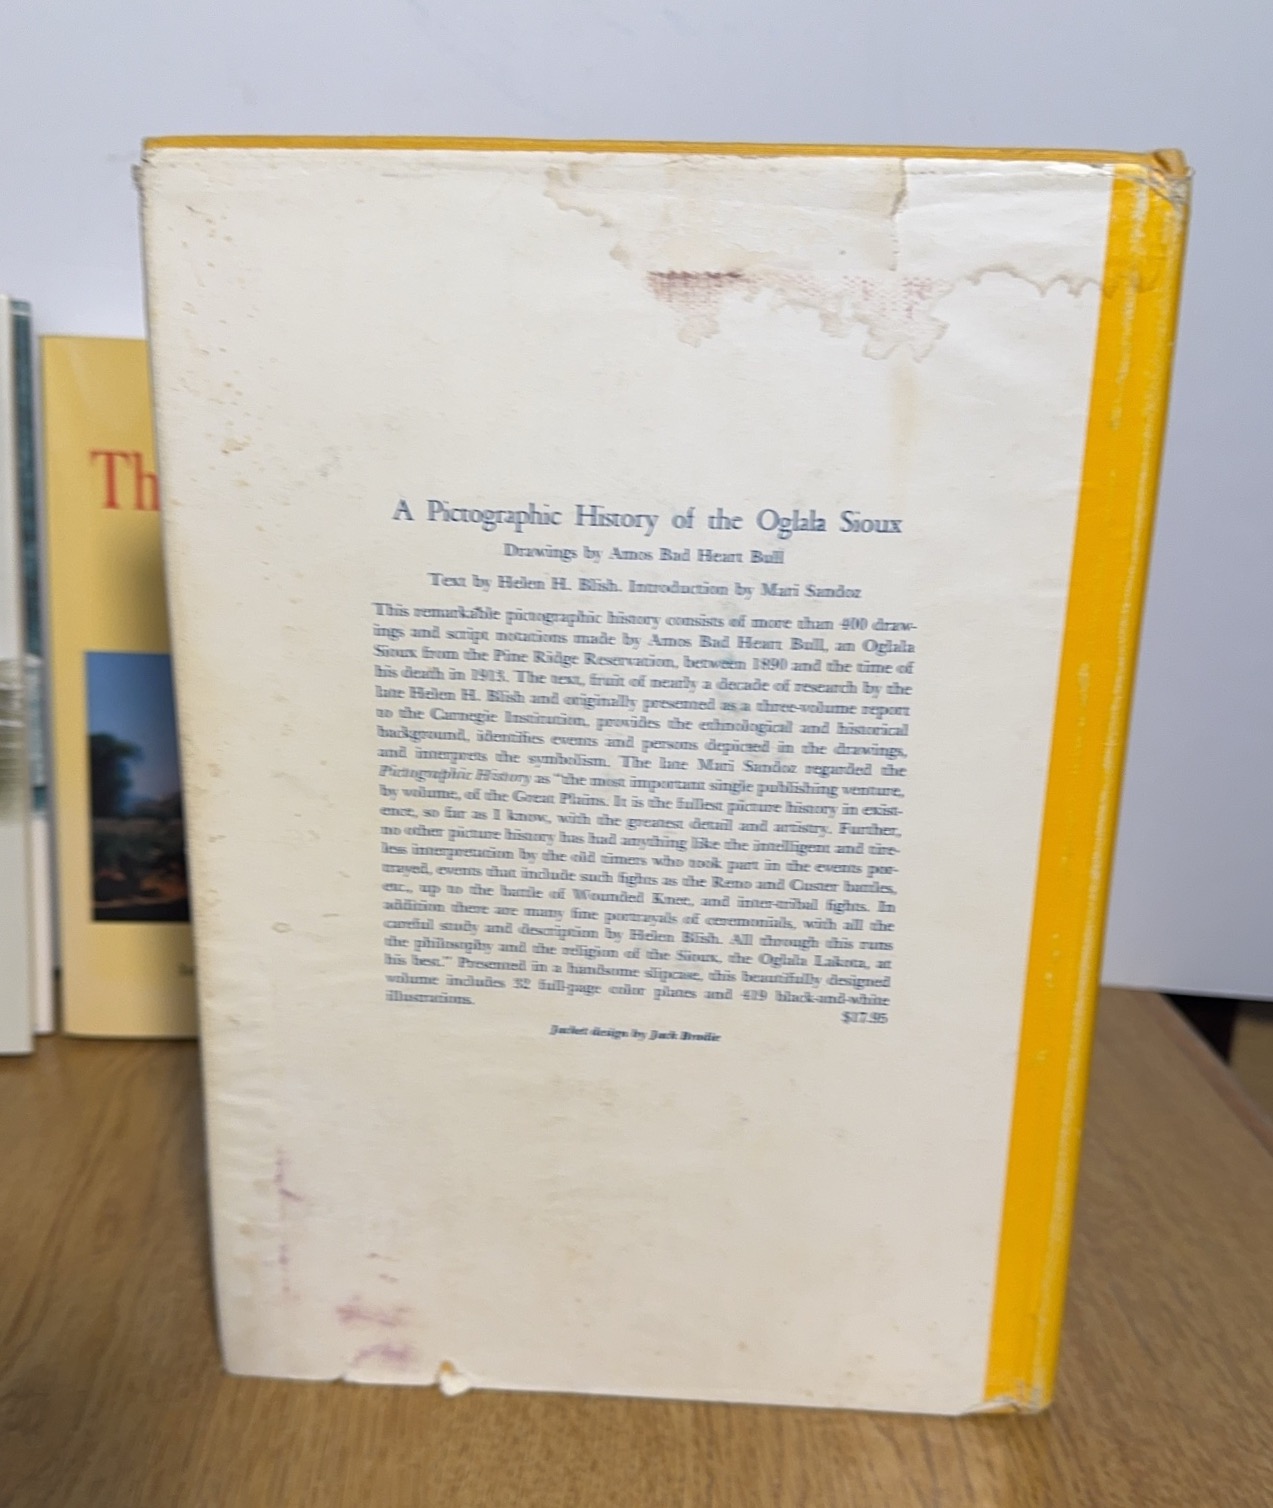 Th
A Pictographic History of the Oglala Sioux
Drawings by Amos Bad Heart Bull
Text by Helen H. Blish. Introduction by Mari Sandoz
This remarkable pictographic history consists of more than 400 draw-
ings and script notations made by Amos Bad Heart Bull, an Oglala
Sioux from the Pine Ridge Reservation, between 1890 and the time of
his death in 1913. The text, fruit of nearly a decade of research by the
late Helen H. Blish and originally presented as a three-volume report
to the Carnegie Institution, provides the ethnological and historical
background, identifies events and persons depicted in the drawings,
and interprets the symbolism. The late Mari Sandoz regarded the
Pictographic History as "the most important single publishing venture,
by volume, of the Great Plains. It is the fullest picture history in exist-
ence, so far as I know, with the greatest detail and artistry. Further,
no other picture history has had anything like the intelligent and tire-
less interpretation by the old timers who took part in the events por-
trayed, events that include such fights as the Reno and Custer battles,
etc., up to the battle of Wounded Knee, and inter-tribal fights. In
addition there are many fine portrayals of ceremonials, with all the
careful study and description by Helen Blish. All through this runs
the philosophy and the religion of the Sioux, the Oglala Lakota, at
his best." Presented in a handsome slipcase, this beautifully designed
volume includes 32 full-page color plates and 419 black-and-white
illustrations.
$17.95
Jacket design by Jack Brodie